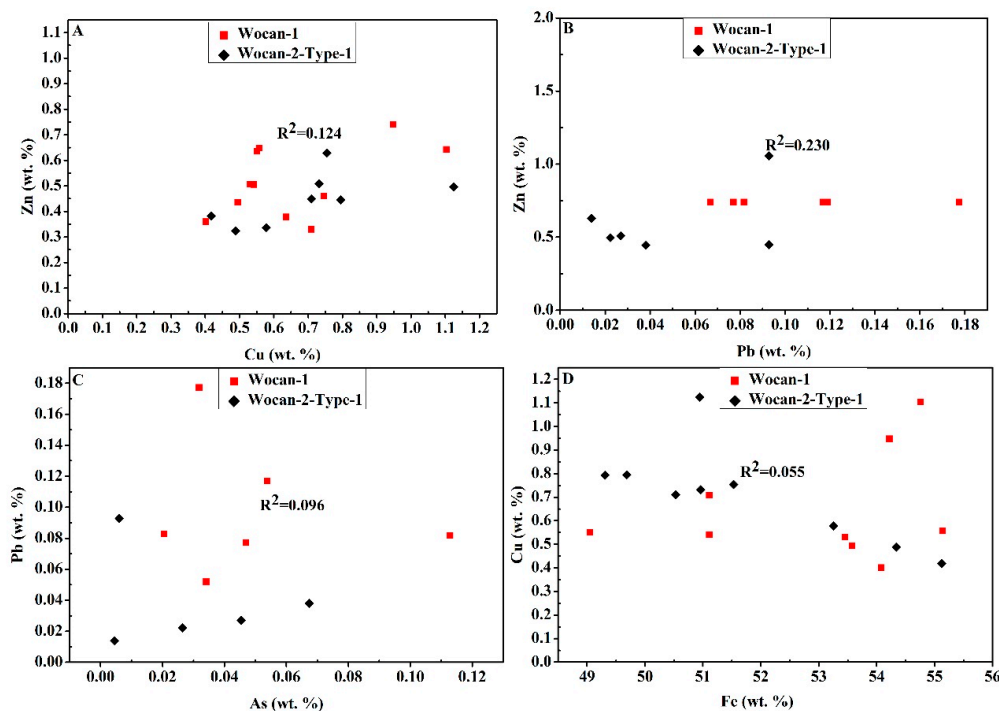 A
Wocan-1
Wocan-2-Type-1
R²=0.124
Zn (wt. %)
1.1
1.0
0.9
0.8
0.7
0.6
0.5
0.4
0.3
0.2
0.1
0.0
0.0 0.1 0.2 0.3 0.4 0.5 0.6 0.7 0.8 0.9 1.0 1.1 1.2
Cu (wt. %)
B
Wocan-1
Wocan-2-Type-1
R²=0.230
Zn (wt. %)
2.0
1.5
1.0
0.5
0.0
0.00 0.02 0.04 0.06 0.08 0.10 0.12 0.14 0.16 0.18
Pb (wt. %)
C
Wocan-1
Wocan-2-Type-1
R²=0.096
Pb (wt. %)
0.18
0.16
0.14
0.12
0.10
0.08
0.06
0.04
0.02
0.00
0.00 0.02 0.04 0.06 0.08 0.10 0.12
As (wt. %)
D
Wocan-1
Wocan-2-Type-1
R²=0.055
Cu (wt. %)
1.2
1.1
1.0
0.9
0.8
0.7
0.6
0.5
0.4
0.3
0.2
0.1
0.0
49 50 51 52 53 54 55 56
Fe (wt. %)